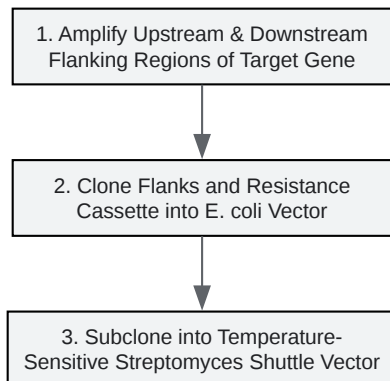 1. Amplify Upstream & Downstream
Flanking Regions of Target Gene
2. Clone Flanks and Resistance
Cassette into E. coli Vector
3. Subclone into Temperature-
Sensitive Streptomyces Shuttle Vector